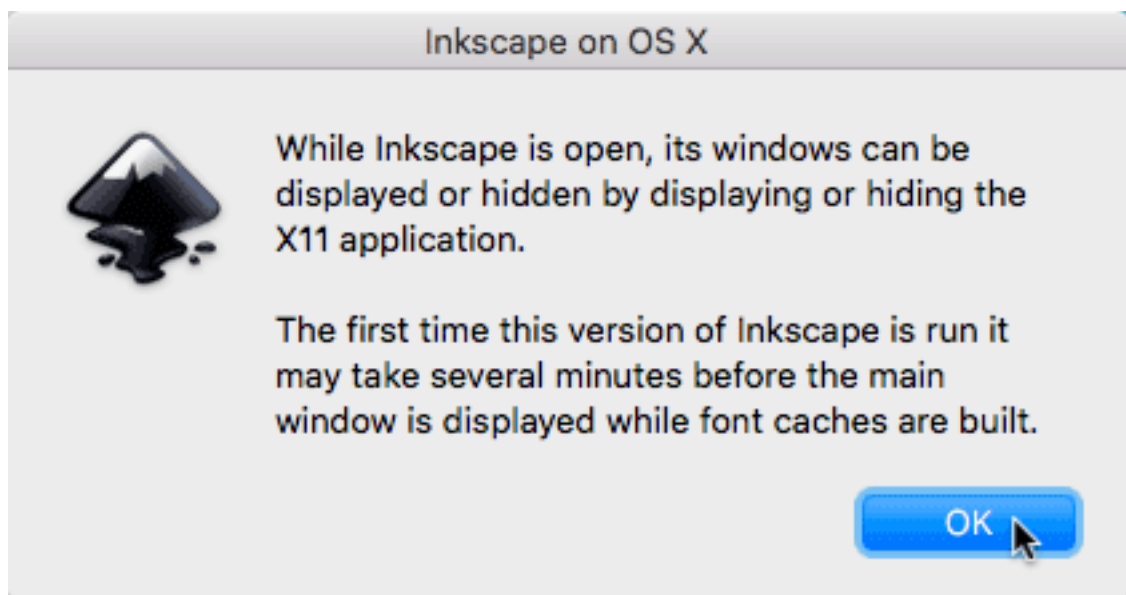 Inkscape on OS X
While Inkscape is open, its windows can be
displayed or hidden by displaying or hiding the
X11 application.
The first time this version of Inkscape is run it
may take several minutes before the main
window is displayed while font caches are built.
OK